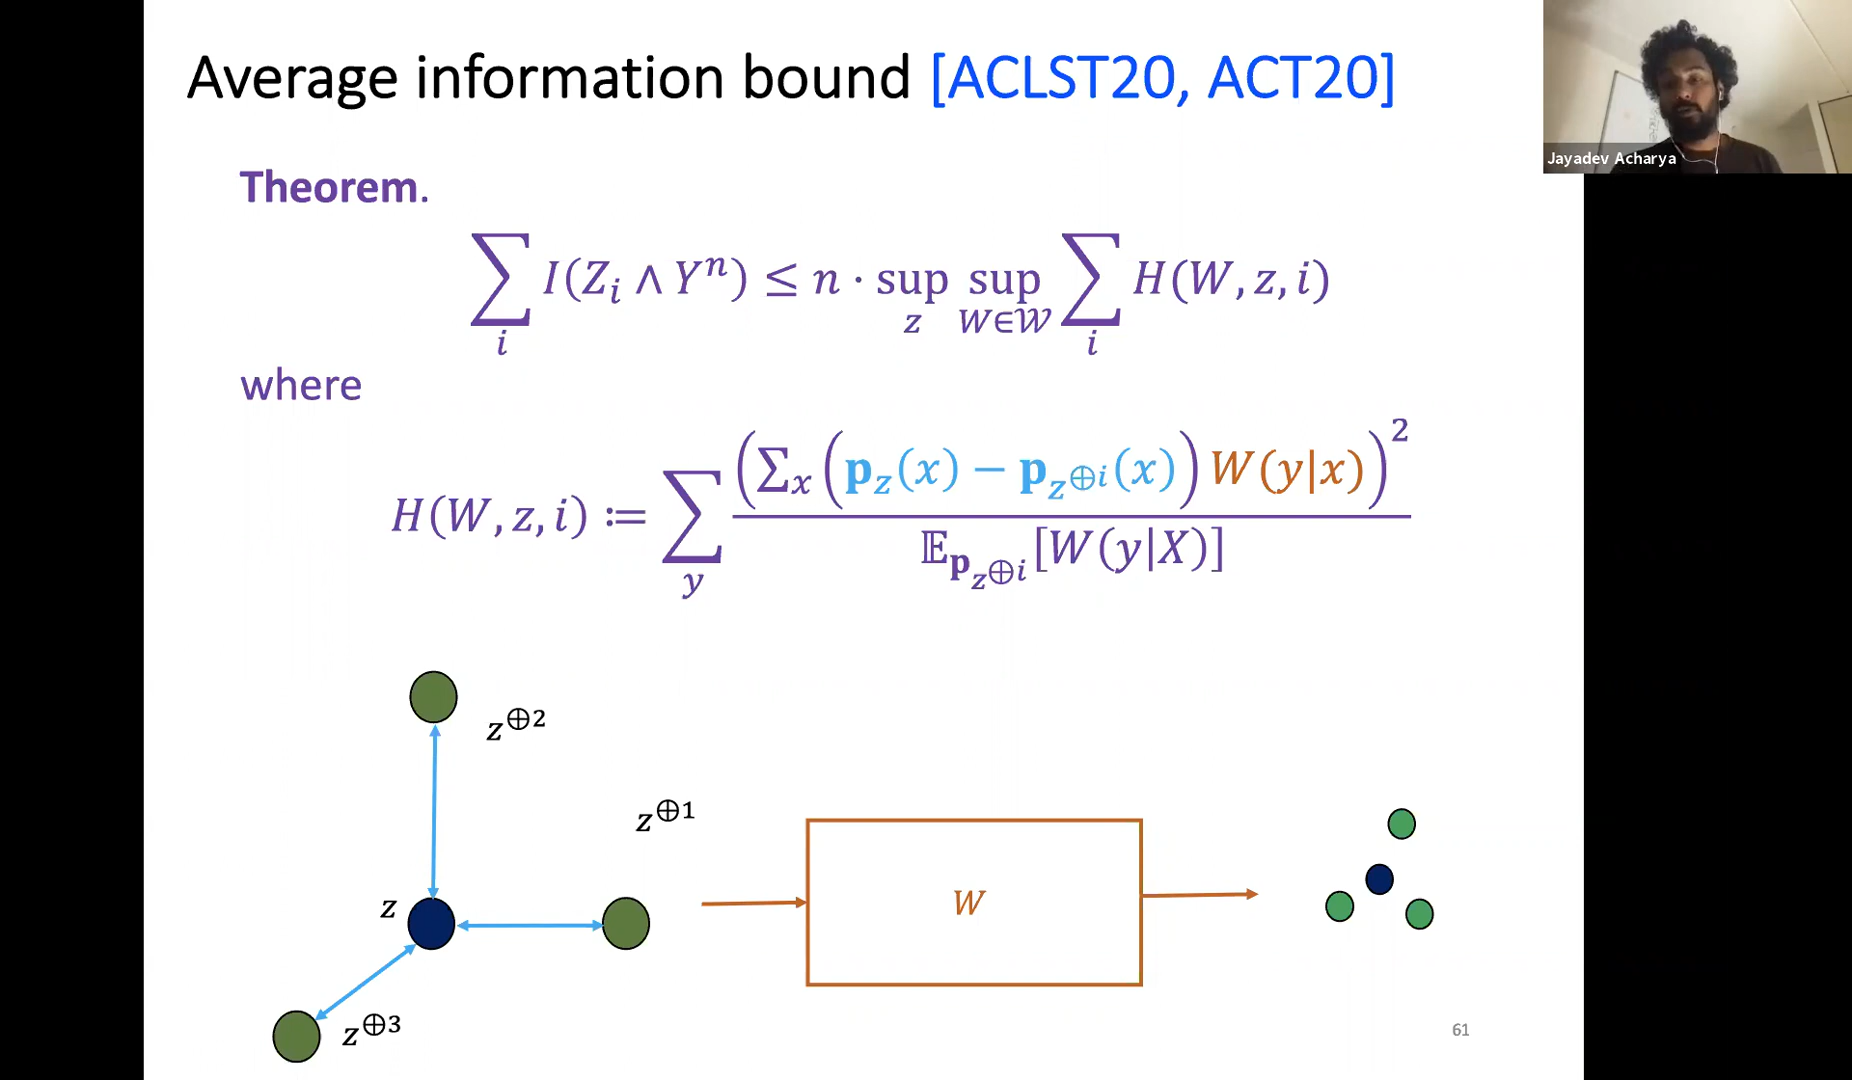 Average information bound [ACLST20, ACT20]
Jayadev Acharya
Theorem.
∑_i I(Z_i ∧ Y^n) ≤ n · sup_z sup_{W∈𝒲} ∑_i H(W, z, i)
where
H(W, z, i) ≔ ∑_y (∑_x (𝐩_z(x) − 𝐩_{z^{⊕i}}(x)) W(y|x))^2 / 𝔼_{𝐩_{z^{⊕i}}}[W(y|X)]
z^{⊕2}
z^{⊕1}
z
W
z^{⊕3}
61